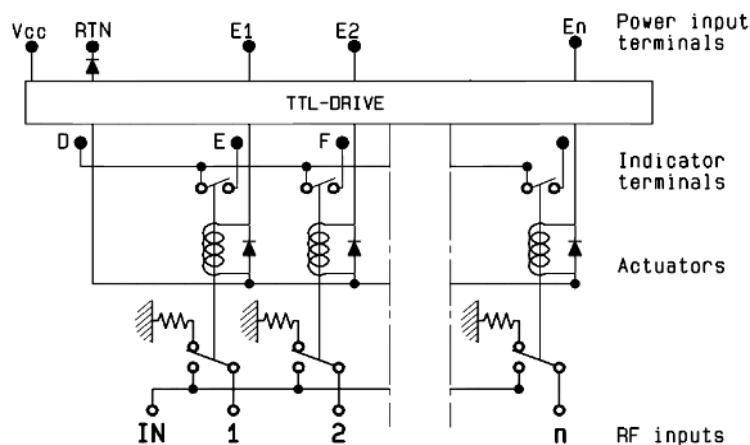 Vcc RTN E1 E2 En Power input
terminals
TTL-DRIVE
D E F Indicator
terminals
Actuators
IN 1 2 n RF inputs